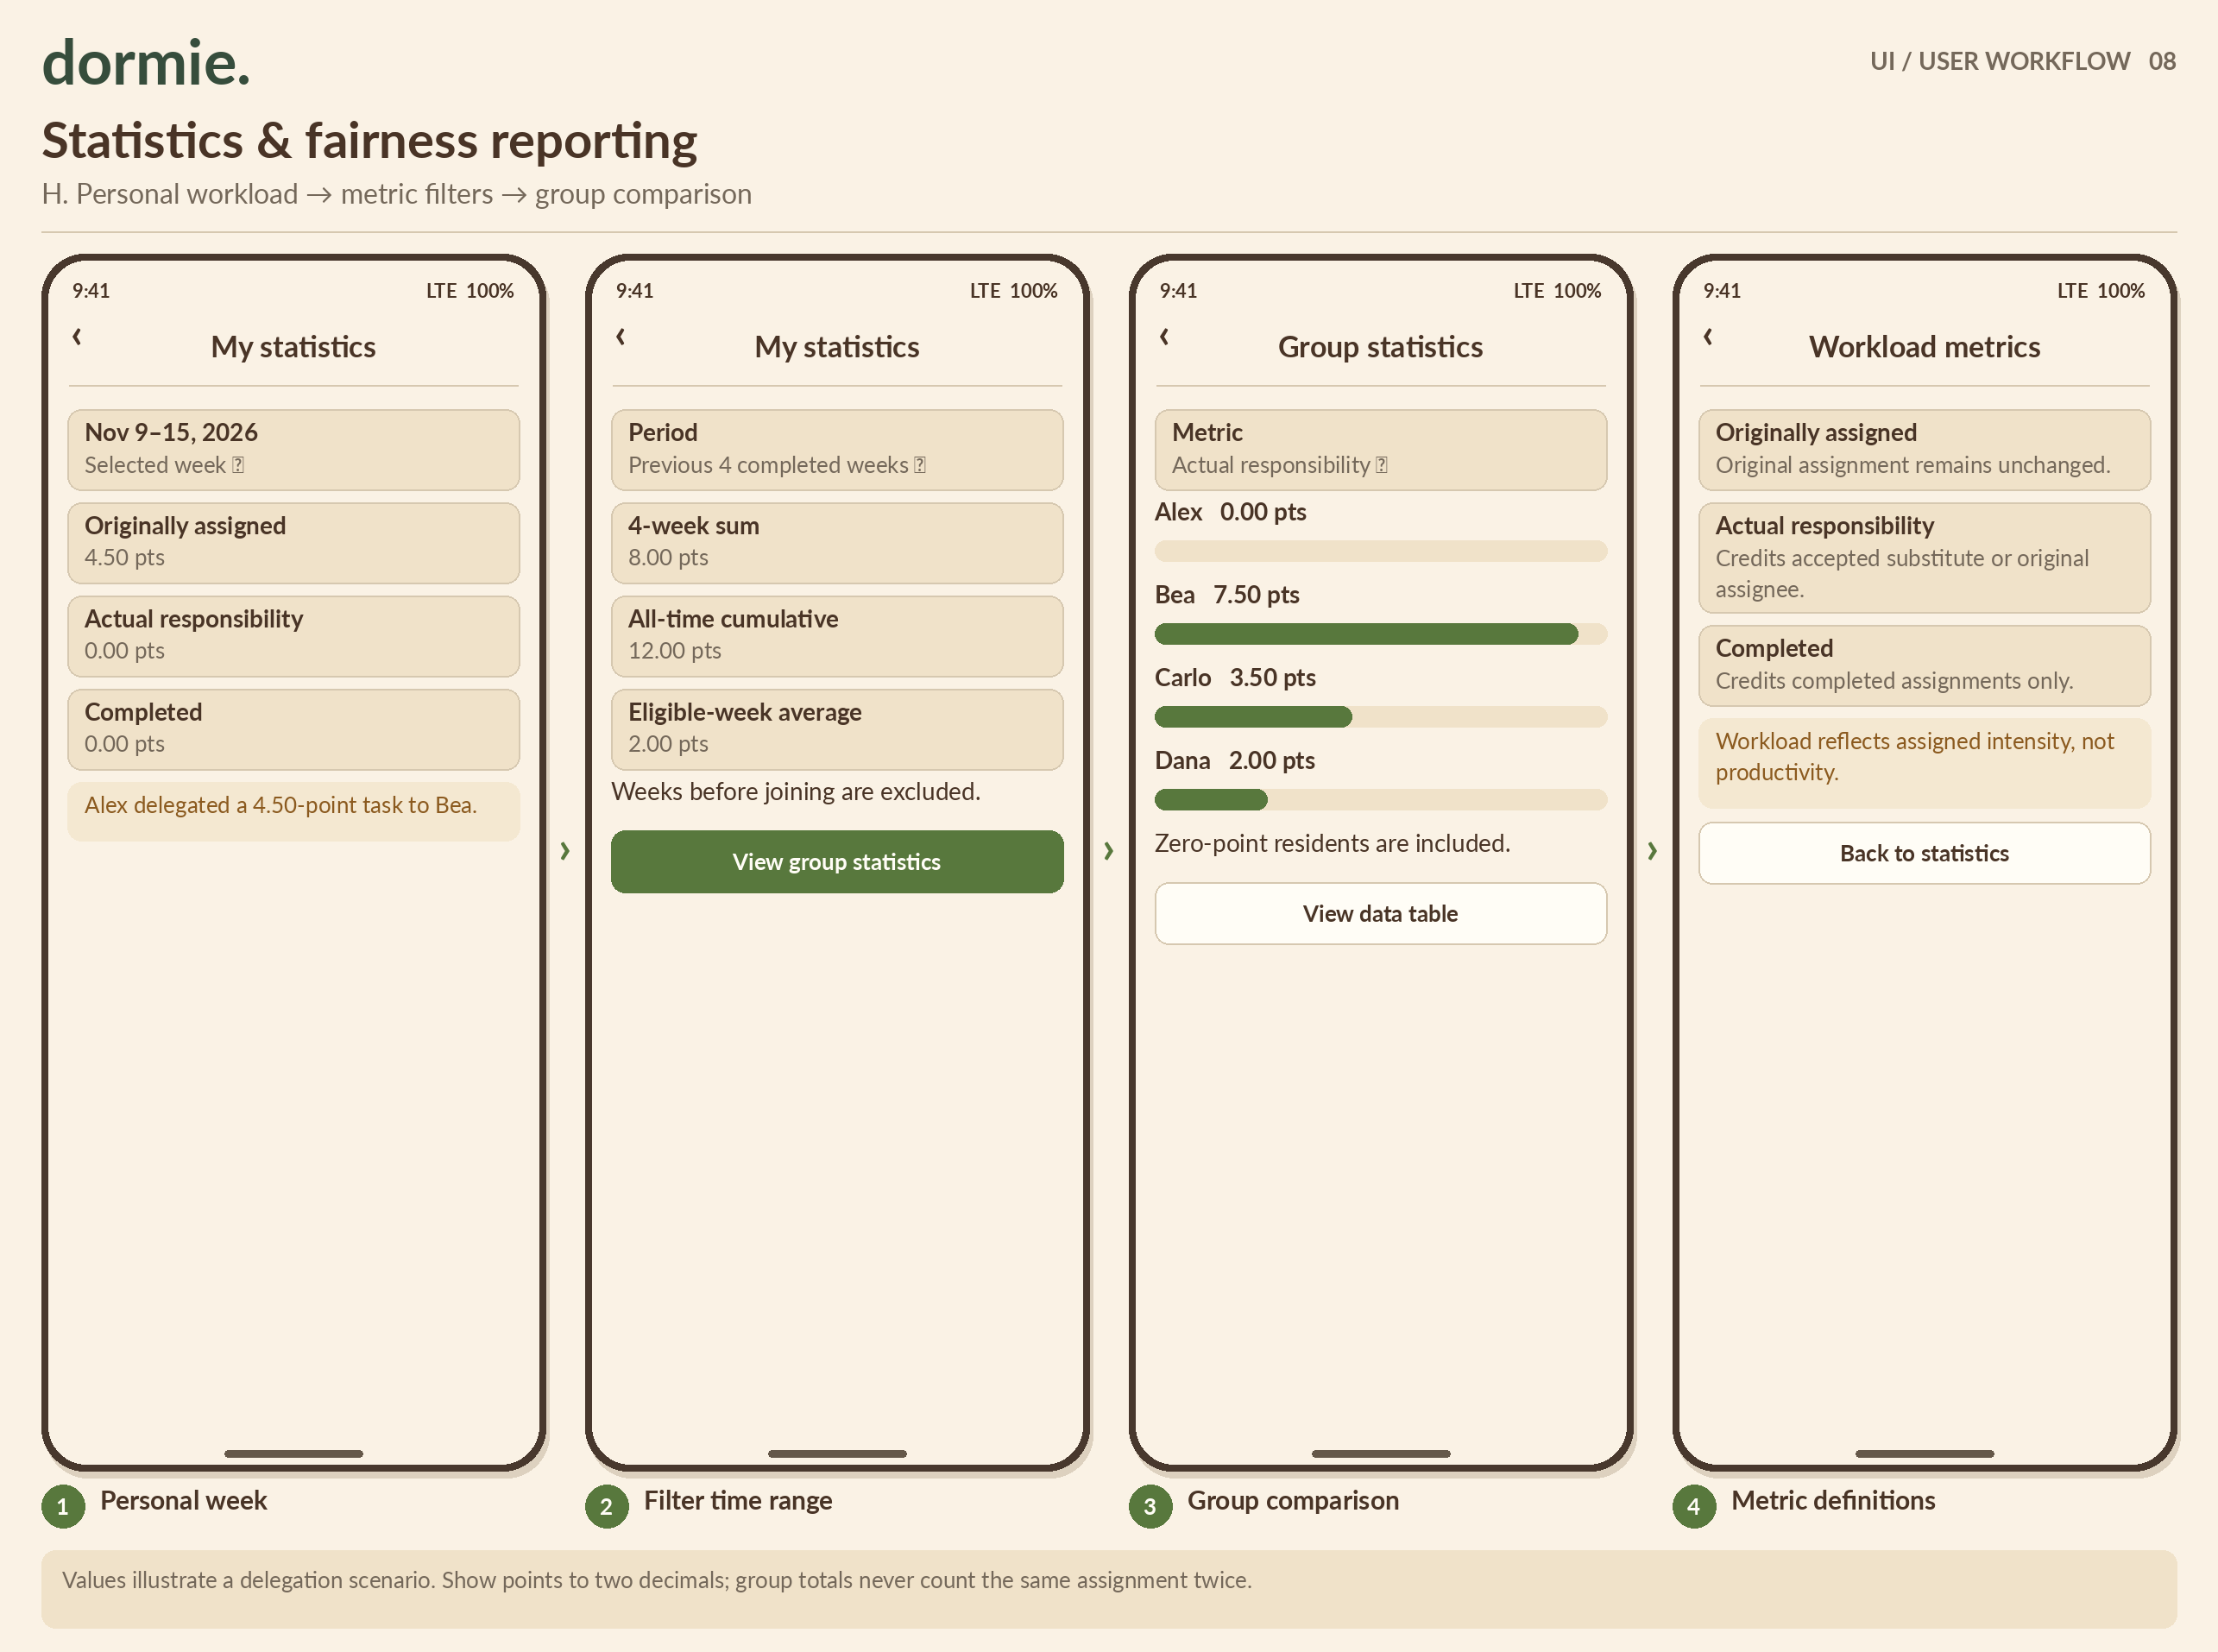 dormie.
UI / USER WORKFLOW 08
Statistics & fairness reporting
H. Personal workload → metric filters → group comparison
9:41 LTE 100%
‹
My statistics
Nov 9–15, 2026
Selected week
Originally assigned
4.50 pts
Actual responsibility
0.00 pts
Completed
0.00 pts
Alex delegated a 4.50-point task to Bea.
›
9:41 LTE 100%
‹
My statistics
Period
Previous 4 completed weeks
4-week sum
8.00 pts
All-time cumulative
12.00 pts
Eligible-week average
2.00 pts
Weeks before joining are excluded.
View group statistics
›
9:41 LTE 100%
‹
Group statistics
Metric
Actual responsibility
Alex 0.00 pts
Bea 7.50 pts
Carlo 3.50 pts
Dana 2.00 pts
Zero-point residents are included.
View data table
›
9:41 LTE 100%
‹
Workload metrics
Originally assigned
Original assignment remains unchanged.
Actual responsibility
Credits accepted substitute or original
assignee.
Completed
Credits completed assignments only.
Workload reflects assigned intensity, not
productivity.
Back to statistics
1 Personal week
2 Filter time range
3 Group comparison
4 Metric definitions
Values illustrate a delegation scenario. Show points to two decimals; group totals never count the same assignment twice.